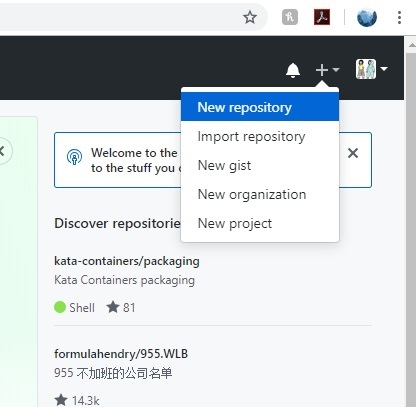 New repository
Import repository
New gist
New organization
New project
Welcome to the
to the stuff you
Discover repositorie
kata-containers/packaging
Kata Containers packaging
Shell 81
formulahendry/955.WLB
955 不加班的公司名单
14.3k